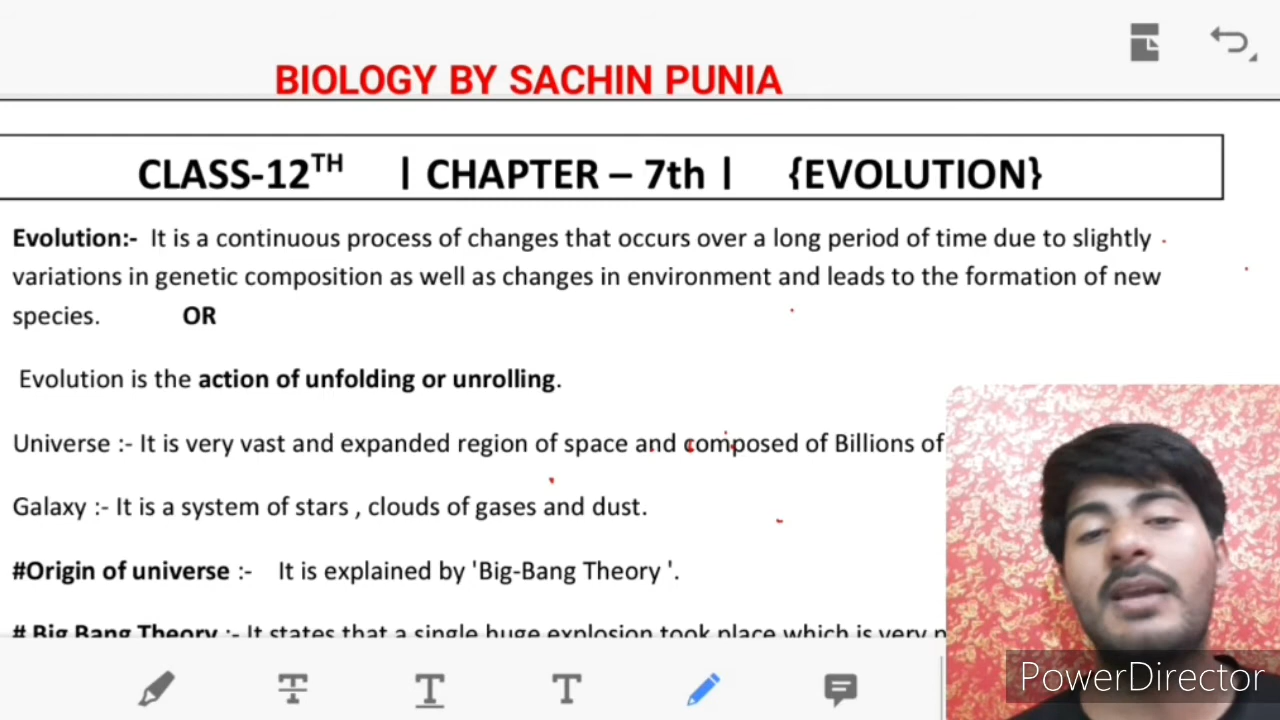 BIOLOGY BY SACHIN PUNIA
CLASS-12TH | CHAPTER – 7th | {EVOLUTION}
Evolution:- It is a continuous process of changes that occurs over a long period of time due to slightly
variations in genetic composition as well as changes in environment and leads to the formation of new
species. OR
Evolution is the action of unfolding or unrolling.
Universe :- It is very vast and expanded region of space and composed of Billions of
Galaxy :- It is a system of stars , clouds of gases and dust.
#Origin of universe :- It is explained by 'Big-Bang Theory '.
# Big Bang Theory :- It states that a single huge explosion took place which is very
T T T
PowerDirector